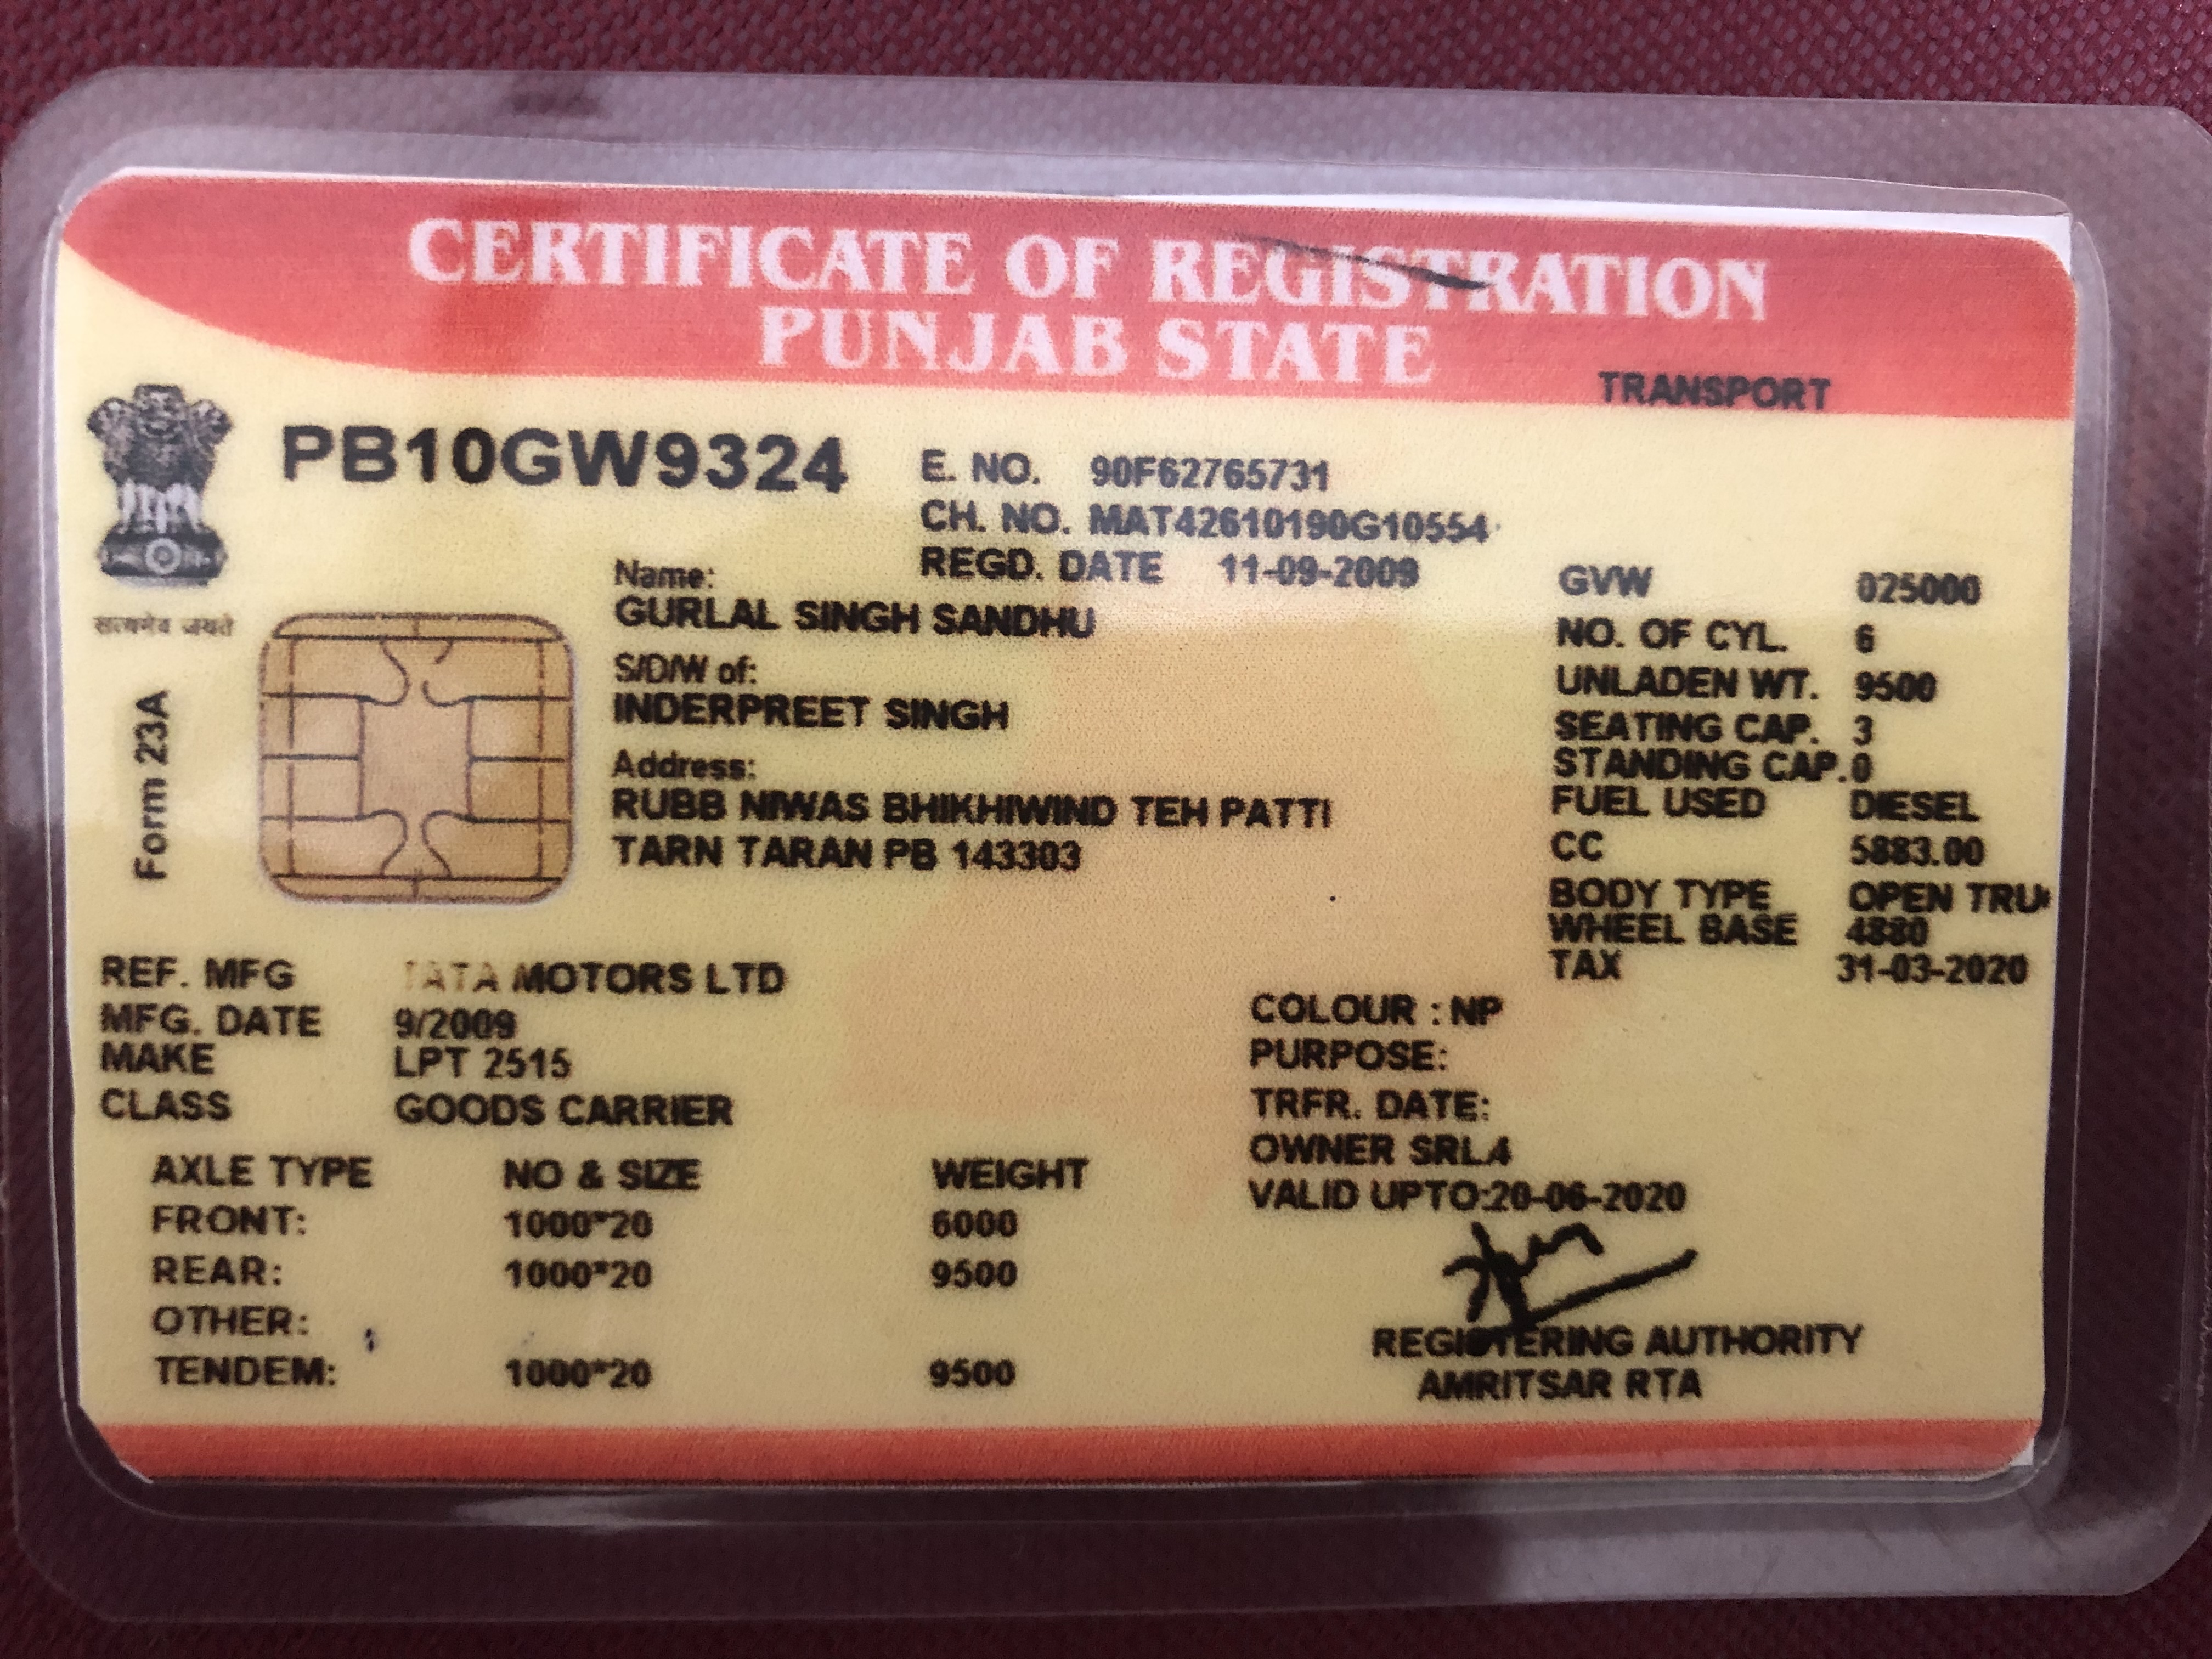 CERTIFICATE OF REGISTRATION
PUNJAB STATE
TRANSPORT
PB10GW9324
E. NO. 90F62765731
CH. NO. MAT42610190G10554
REGD. DATE 11-09-2009
सत्यमेव जयते
Form 23A
Name:
GURLAL SINGH SANDHU
S/D/W of:
INDERPREET SINGH
Address:
RUBB NIWAS BHIKHIWIND TEH PATTI
TARN TARAN PB 143303
GVW 025000
NO. OF CYL. 6
UNLADEN WT. 9500
SEATING CAP. 3
STANDING CAP. 0
FUEL USED DIESEL
CC 5883.00
BODY TYPE OPEN
WHEEL BASE 4880
TAX 31-03-2020
REF. MFG TATA MOTORS LTD
MFG. DATE 9/2009
MAKE LPT 2515
CLASS GOODS CARRIER
COLOUR : NP
PURPOSE:
TRFR. DATE:
OWNER SRL.4
VALID UPTO:20-06-2020
AXLE TYPE NO & SIZE WEIGHT
FRONT: 1000*20 6000
REAR: 1000*20 9500
OTHER:
TENDEM: 1000*20 9500
REGISTERING AUTHORITY
AMRITSAR RTA